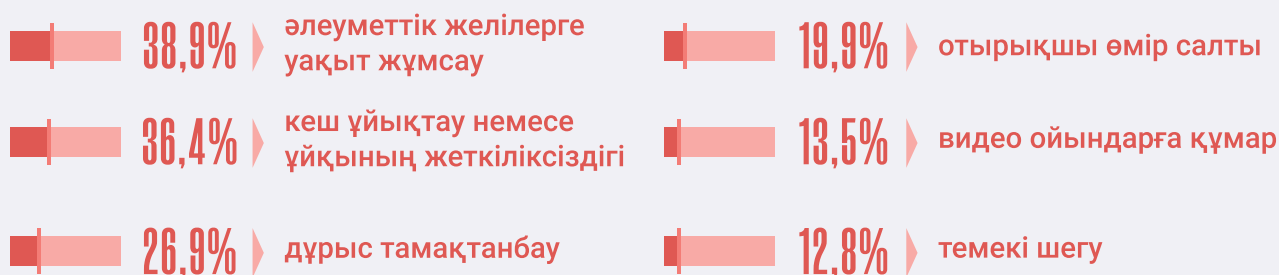 38,9%
әлеуметтік желілерге
уақыт жұмсау
36,4%
кеш ұйықтау немесе
ұйқының жеткіліксіздігі
26,9%
дұрыс тамақтанбау
19,9%
отырықшы өмір салты
13,5%
видео ойындарға құмар
12,8%
темекі шегу